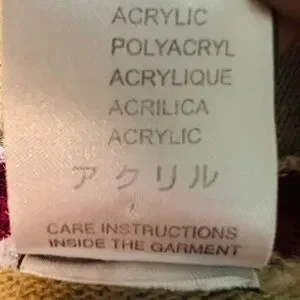 ACRYLIC
POLYACRYL
ACRYLIQUE
ACRILICA
ACRYLIC
アクリル
CARE INSTRUCTIONS
INSIDE THE GARMENT